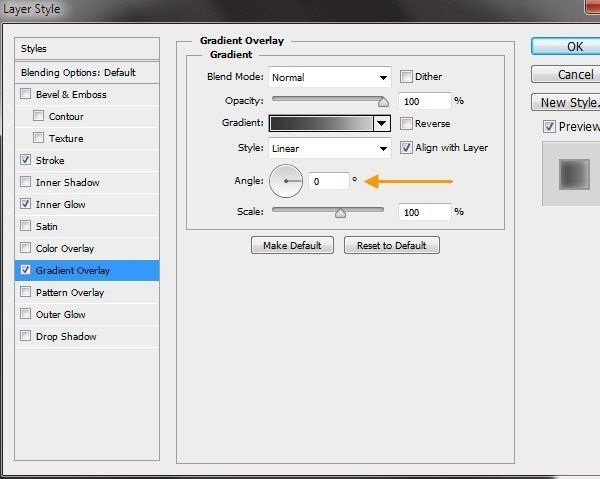 Layer Style
Styles
Blending Options: Default
Bevel & Emboss
Contour
Texture
Stroke
Inner Shadow
Inner Glow
Satin
Color Overlay
Gradient Overlay
Pattern Overlay
Outer Glow
Drop Shadow
Gradient Overlay
Gradient
Blend Mode: Normal Dither
Opacity: 100 %
Gradient: Reverse
Style: Linear Align with Layer
Angle: 0 °
Scale: 100 %
Make Default Reset to Default
OK
Cancel
New Style...
Preview